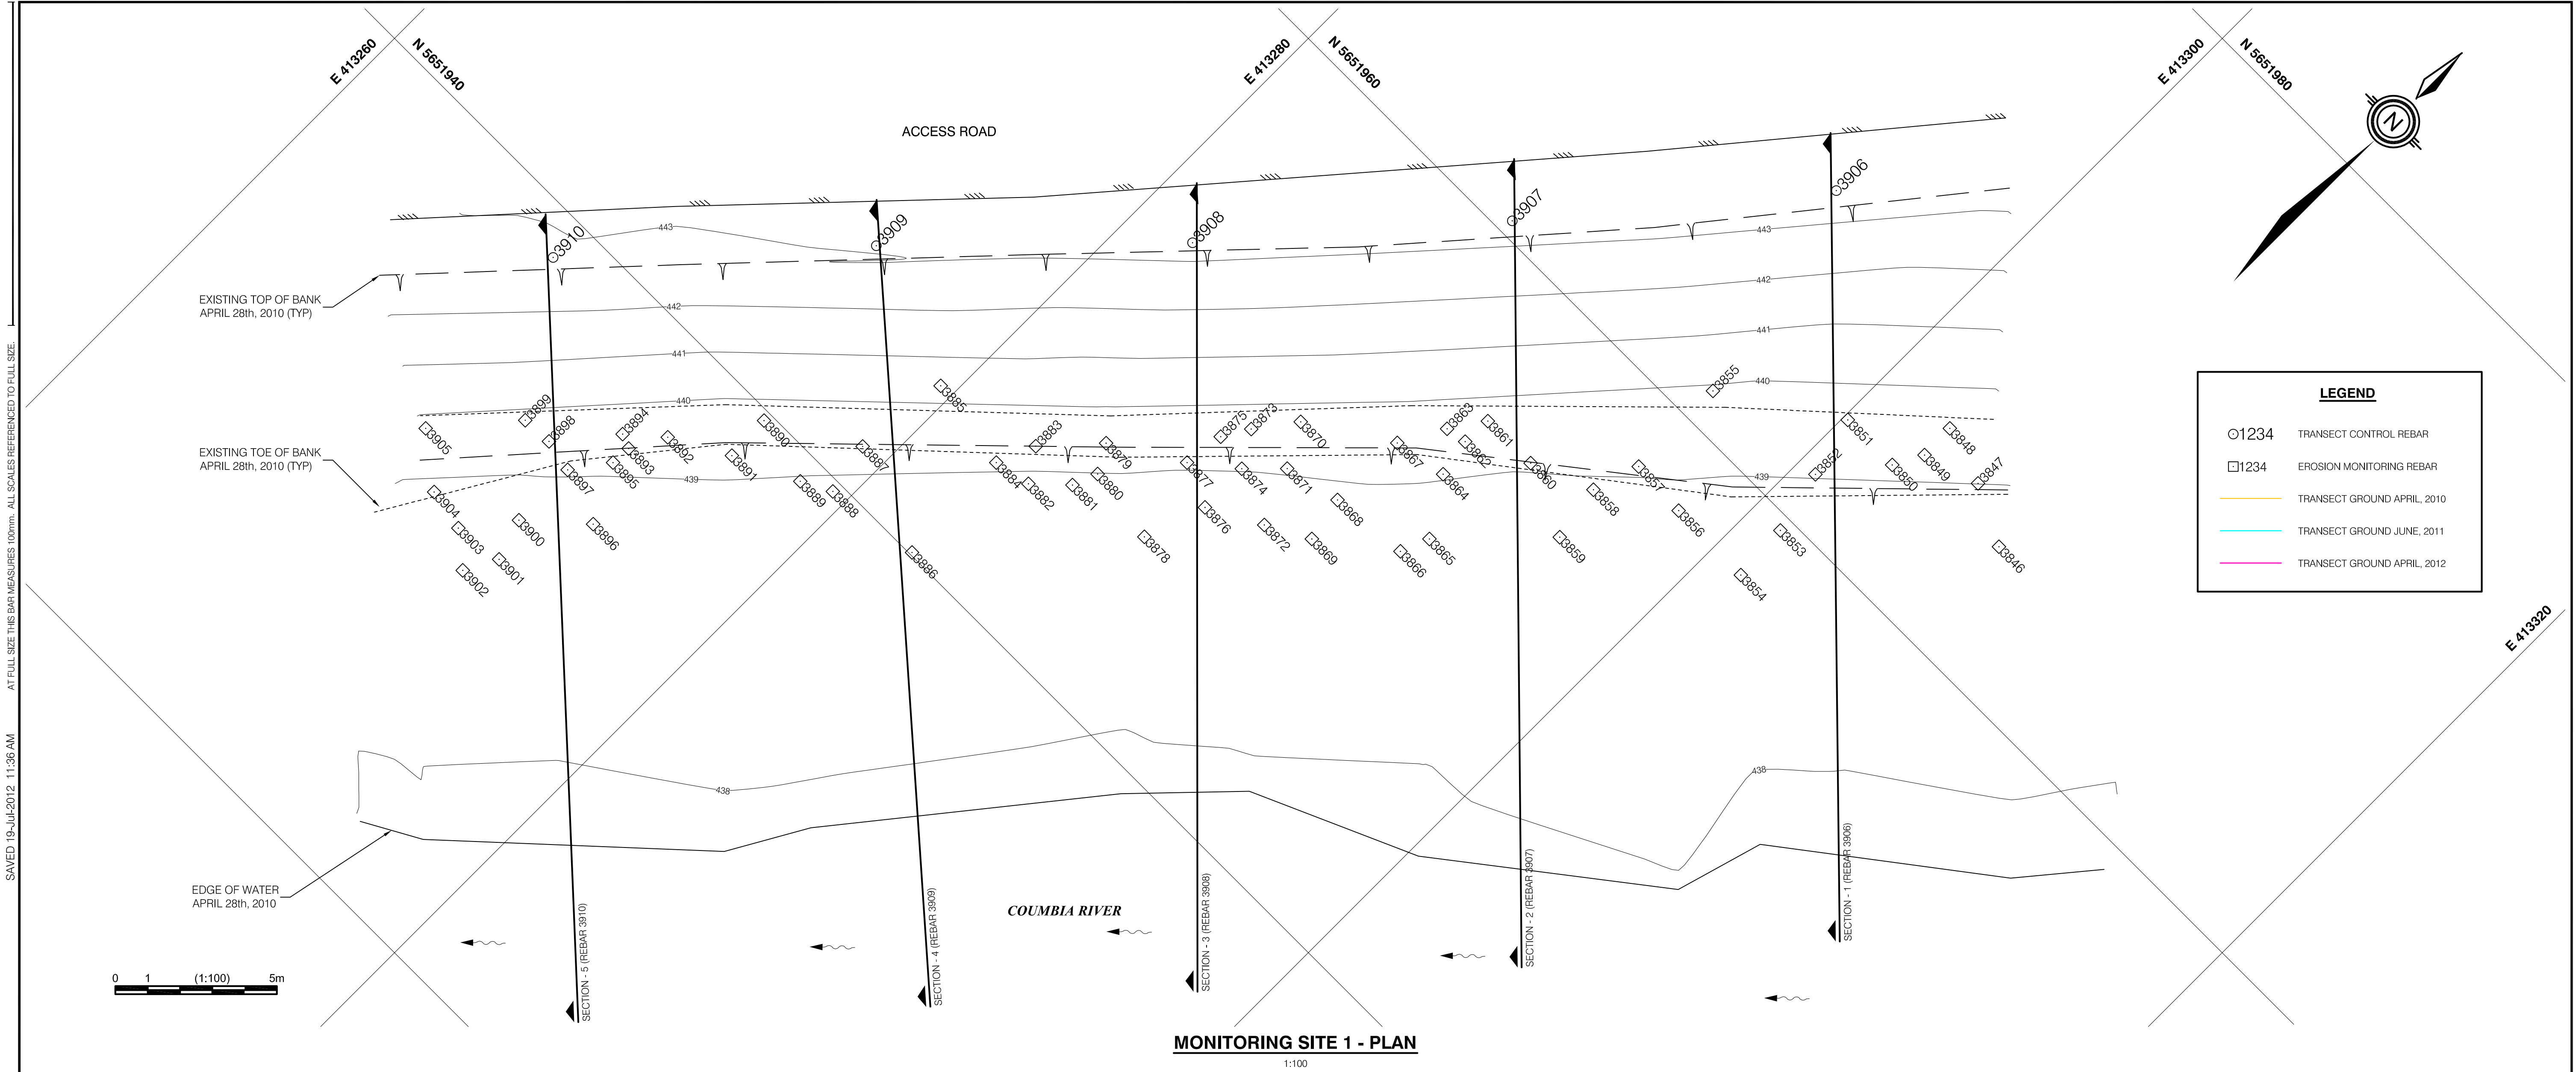 E 413260
N 5651940
E 413280
N 5651960
E 413300
N 5651980
ACCESS ROAD
N
3906
3907
3908
3909
3910
443
443
EXISTING TOP OF BANK
APRIL 28th, 2010 (TYP)
442
442
441
441
440
440
LEGEND
1234 TRANSECT CONTROL REBAR
1234 EROSION MONITORING REBAR
TRANSECT GROUND APRIL, 2010
TRANSECT GROUND JUNE, 2011
TRANSECT GROUND APRIL, 2012
EXISTING TOE OF BANK
APRIL 28th, 2010 (TYP)
3905
3899
3898
3894
3892
3890
3885
3883
3875
3873
3870
3863
3861
3855
3851
3848
3904
3897
3895
3893
3891
3889
3888
3887
3884
3882
3881
3880
3879
3877
3874
3871
3867
3864
3862
3860
3858
3857
3852
3850
3849
3847
439
439
3903
3902
3901
3900
3896
3886
3878
3876
3872
3869
3868
3866
3865
3859
3856
3854
3853
3846
E 413320
438
438
EDGE OF WATER
APRIL 28th, 2010
COUMBIA RIVER
SECTION - 5 (REBAR 3910)
SECTION - 4 (REBAR 3909)
SECTION - 3 (REBAR 3908)
SECTION - 2 (REBAR 3907)
SECTION - 1 (REBAR 3906)
0 1 (1:100) 5m
MONITORING SITE 1 - PLAN
1:100
SAVED 19-Jul-2012 11:36 AM AT FULL SIZE THIS BAR MEASURES 100mm. ALL SCALES REFERENCED TO FULL SIZE.